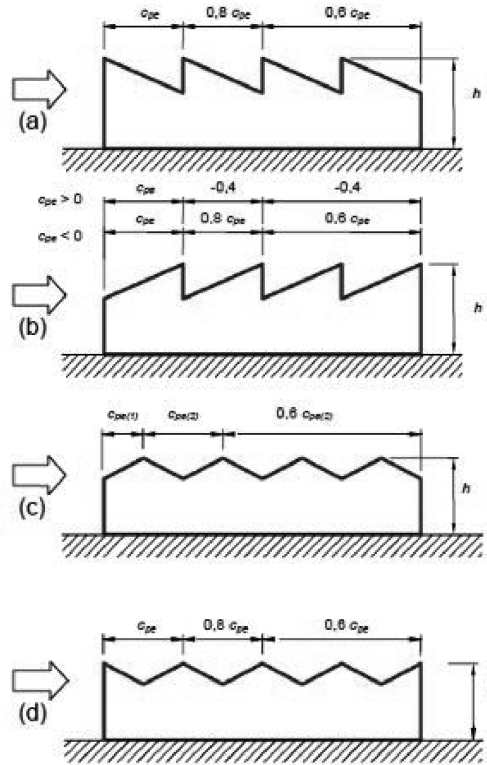 cpe 0,8 cpe 0,6 cpe
h
(a)
cpe > 0 cpe -0,4 -0,4
cpe < 0 cpe 0,8 cpe 0,6 cpe
h
(b)
cpe(1) cpe(2) 0,6 cpe(2)
h
(c)
cpe 0,8 cpe 0,6 cpe
(d)